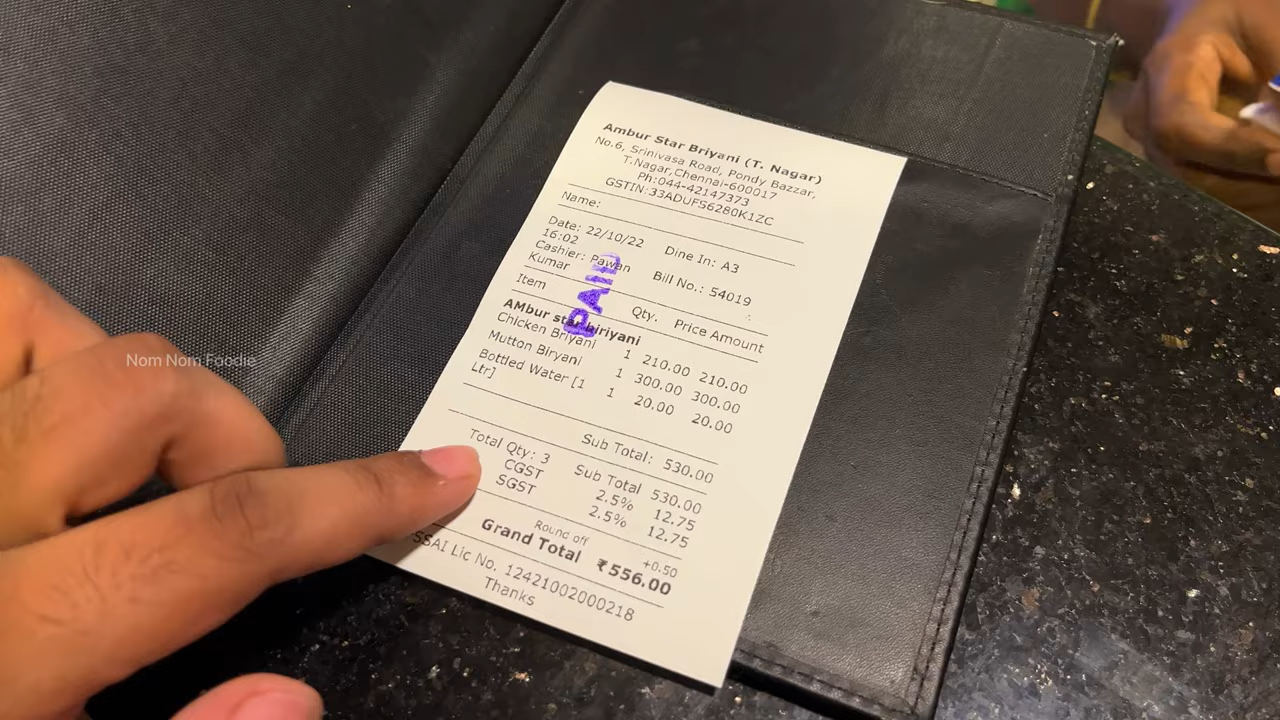 Ambur Star Briyani (T. Nagar)
No.6, Srinivasa Road, Pondy Bazzar,
T.Nagar,Chennai-600017
Ph:044-42147373
GSTIN:33ADUFS6280K1ZC
Name:
Date: 22/10/22 Dine In: A3
16:02
Cashier: Pawan Bill No.: 54019
Kumar
PAID
Item Qty. Price Amount
AMbur star biriyani
Chicken Briyani 1 210.00 210.00
Mutton Biryani 1 300.00 300.00
Bottled Water [1 1 20.00 20.00
Ltr]
Sub Total: 530.00
Total Qty: 3 Sub Total 530.00
CGST 2.5% 12.75
SGST 2.5% 12.75
Round off +0.50
Grand Total ₹556.00
SSAI Lic No. 12421002000218
Thanks
Nom Nom Foodie